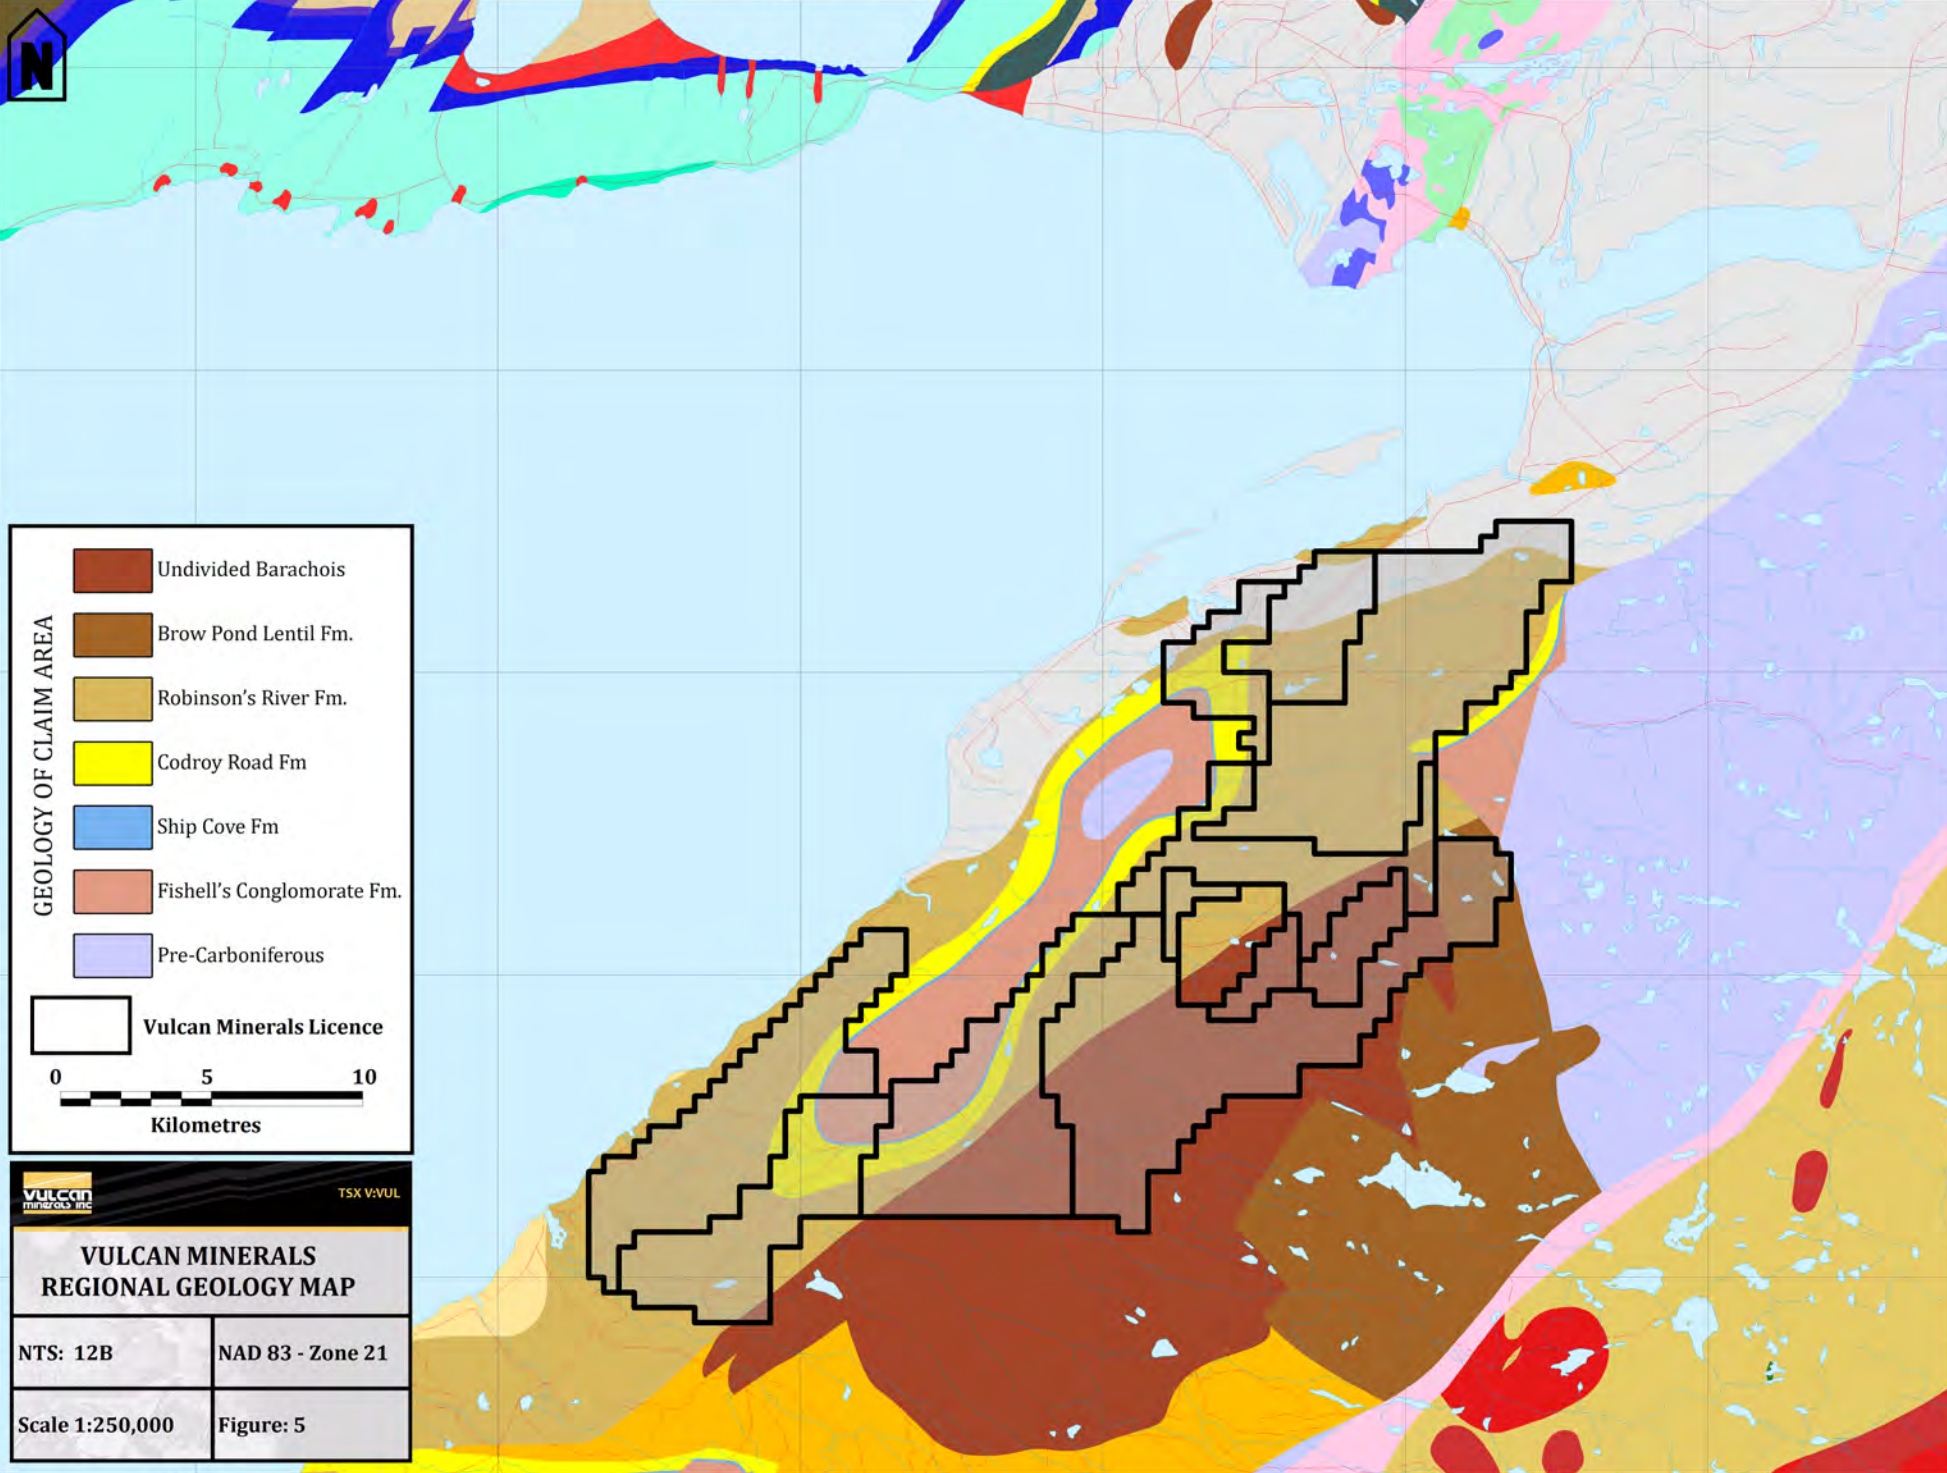 N
GEOLOGY OF CLAIM AREA
Undivided Barachois
Brow Pond Lentil Fm.
Robinson's River Fm.
Codroy Road Fm
Ship Cove Fm
Fishell's Conglomorate Fm.
Pre-Carboniferous
Vulcan Minerals Licence
0 5 10
Kilometres
vulcan
minerals inc
TSX V:VUL
VULCAN MINERALS
REGIONAL GEOLOGY MAP
NTS: 12B
NAD 83 - Zone 21
Scale 1:250,000
Figure: 5